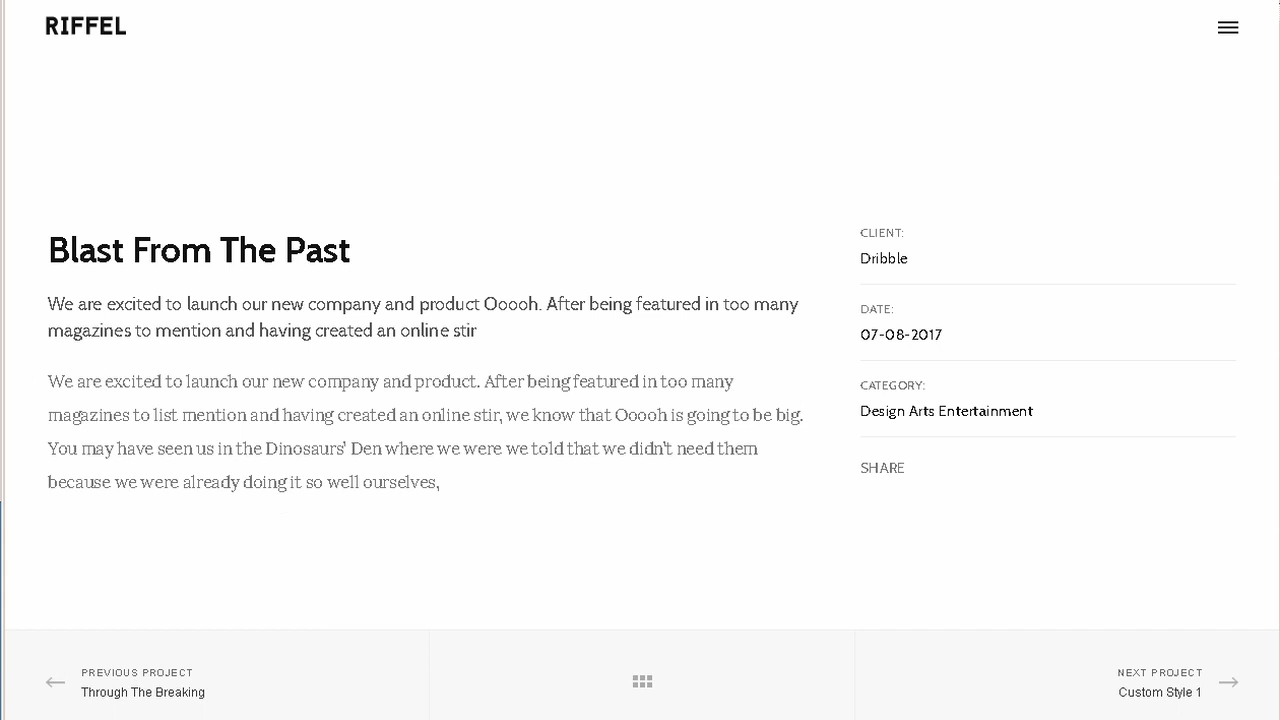 RIFFEL
Blast From The Past
We are excited to launch our new company and product Ooooh. After being featured in too many
magazines to mention and having created an online stir
We are excited to launch our new company and product. After being featured in too many
magazines to list mention and having created an online stir, we know that Ooooh is going to be big.
You may have seen us in the Dinosaurs' Den where we were we told that we didn't need them
because we were already doing it so well ourselves,
CLIENT:
Dribble
DATE:
07-08-2017
CATEGORY:
Design Arts Entertainment
SHARE
PREVIOUS PROJECT
Through The Breaking
NEXT PROJECT
Custom Style 1